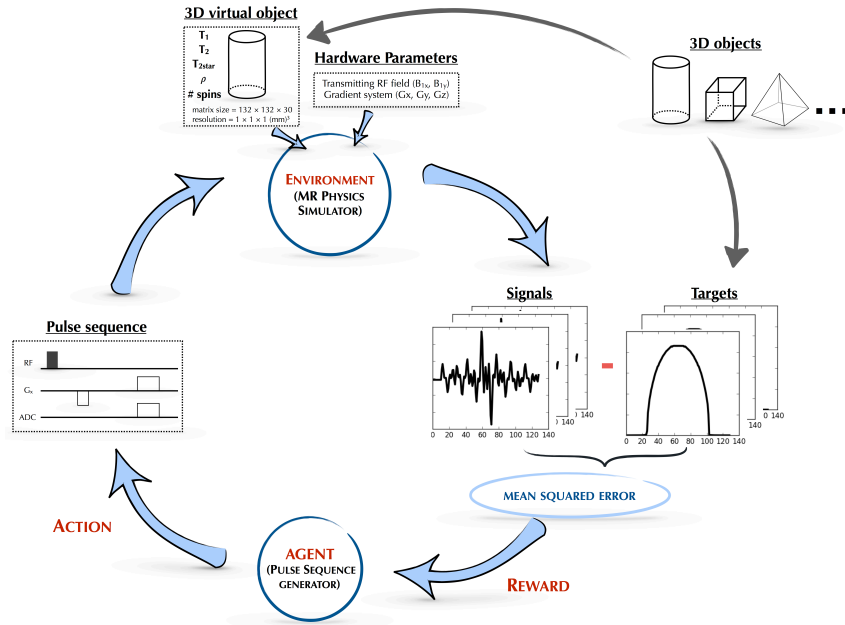 3D virtual object
T1
T2
T2star
ρ
# spins
matrix size = 132 × 132 × 30
resolution = 1 × 1 × 1 (mm)³
Hardware Parameters
Transmitting RF field (B1x, B1y)
Gradient system (Gx, Gy, Gz)
3D objects
ENVIRONMENT
(MR PHYSICS
SIMULATOR)
Signals
Targets
Pulse sequence
RF
Gx
ADC
0 20 40 60 80 100 120 140
0 140
140
0 20 40 60 80 100 120 140
140
140
MEAN SQUARED ERROR
ACTION
AGENT
(PULSE SEQUENCE
GENERATOR)
REWARD